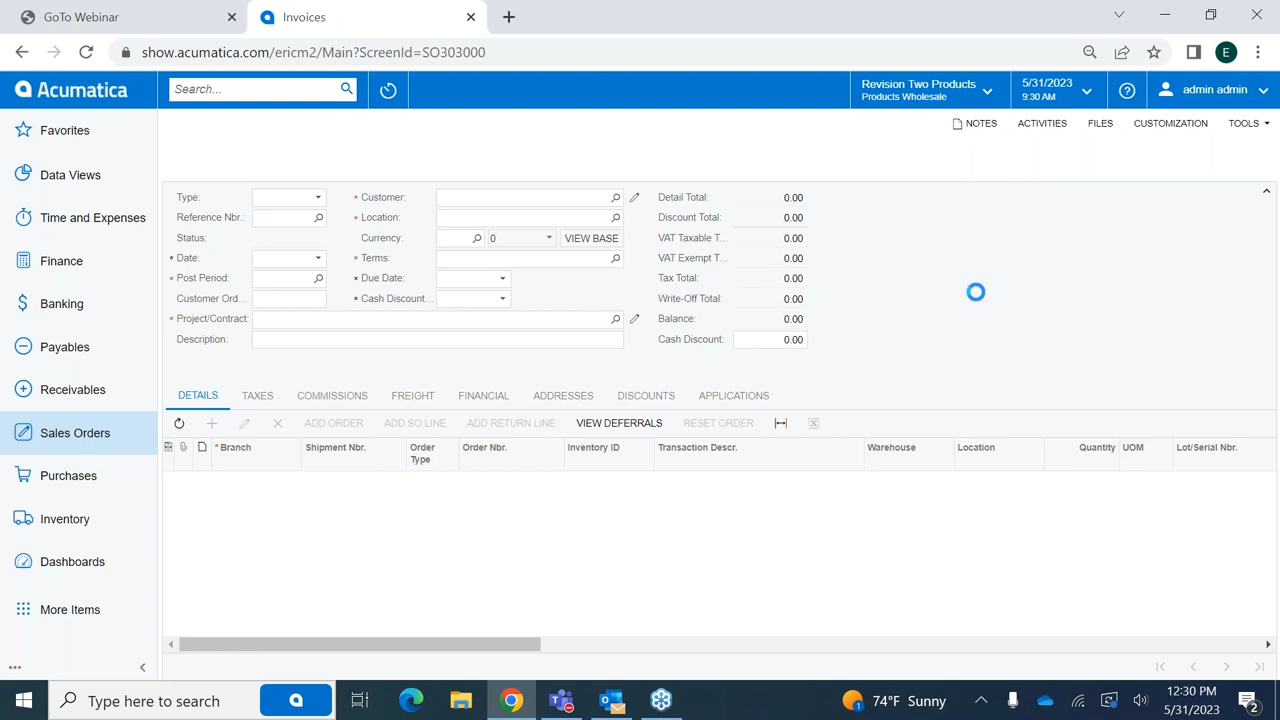 GoTo Webinar
Invoices
show.acumatica.com/ericm2/Main?ScreenId=SO303000
E
Acumatica
Search...
Revision Two Products
Products Wholesale
5/31/2023
9:30 AM
admin admin
NOTES ACTIVITIES FILES CUSTOMIZATION TOOLS
Favorites
Data Views
Time and Expenses
Finance
Banking
Payables
Receivables
Sales Orders
Purchases
Inventory
Dashboards
More Items
Type: * Customer: Detail Total: 0.00
Reference Nbr.: * Location: Discount Total: 0.00
Status: Currency: 0 VIEW BASE VAT Taxable T... 0.00
* Date: * Terms: VAT Exempt T... 0.00
* Post Period: * Due Date: Tax Total: 0.00
Customer Ord... * Cash Discount... Write-Off Total: 0.00
* Project/Contract: Balance: 0.00
Description: Cash Discount: 0.00
DETAILS TAXES COMMISSIONS FREIGHT FINANCIAL ADDRESSES DISCOUNTS APPLICATIONS
ADD ORDER ADD SO LINE ADD RETURN LINE VIEW DEFERRALS RESET ORDER
* Branch Shipment Nbr. Order Type Order Nbr. Inventory ID Transaction Descr. Warehouse Location Quantity UOM Lot/Serial Nbr.
Type here to search
74°F Sunny
12:30 PM
5/31/2023
2